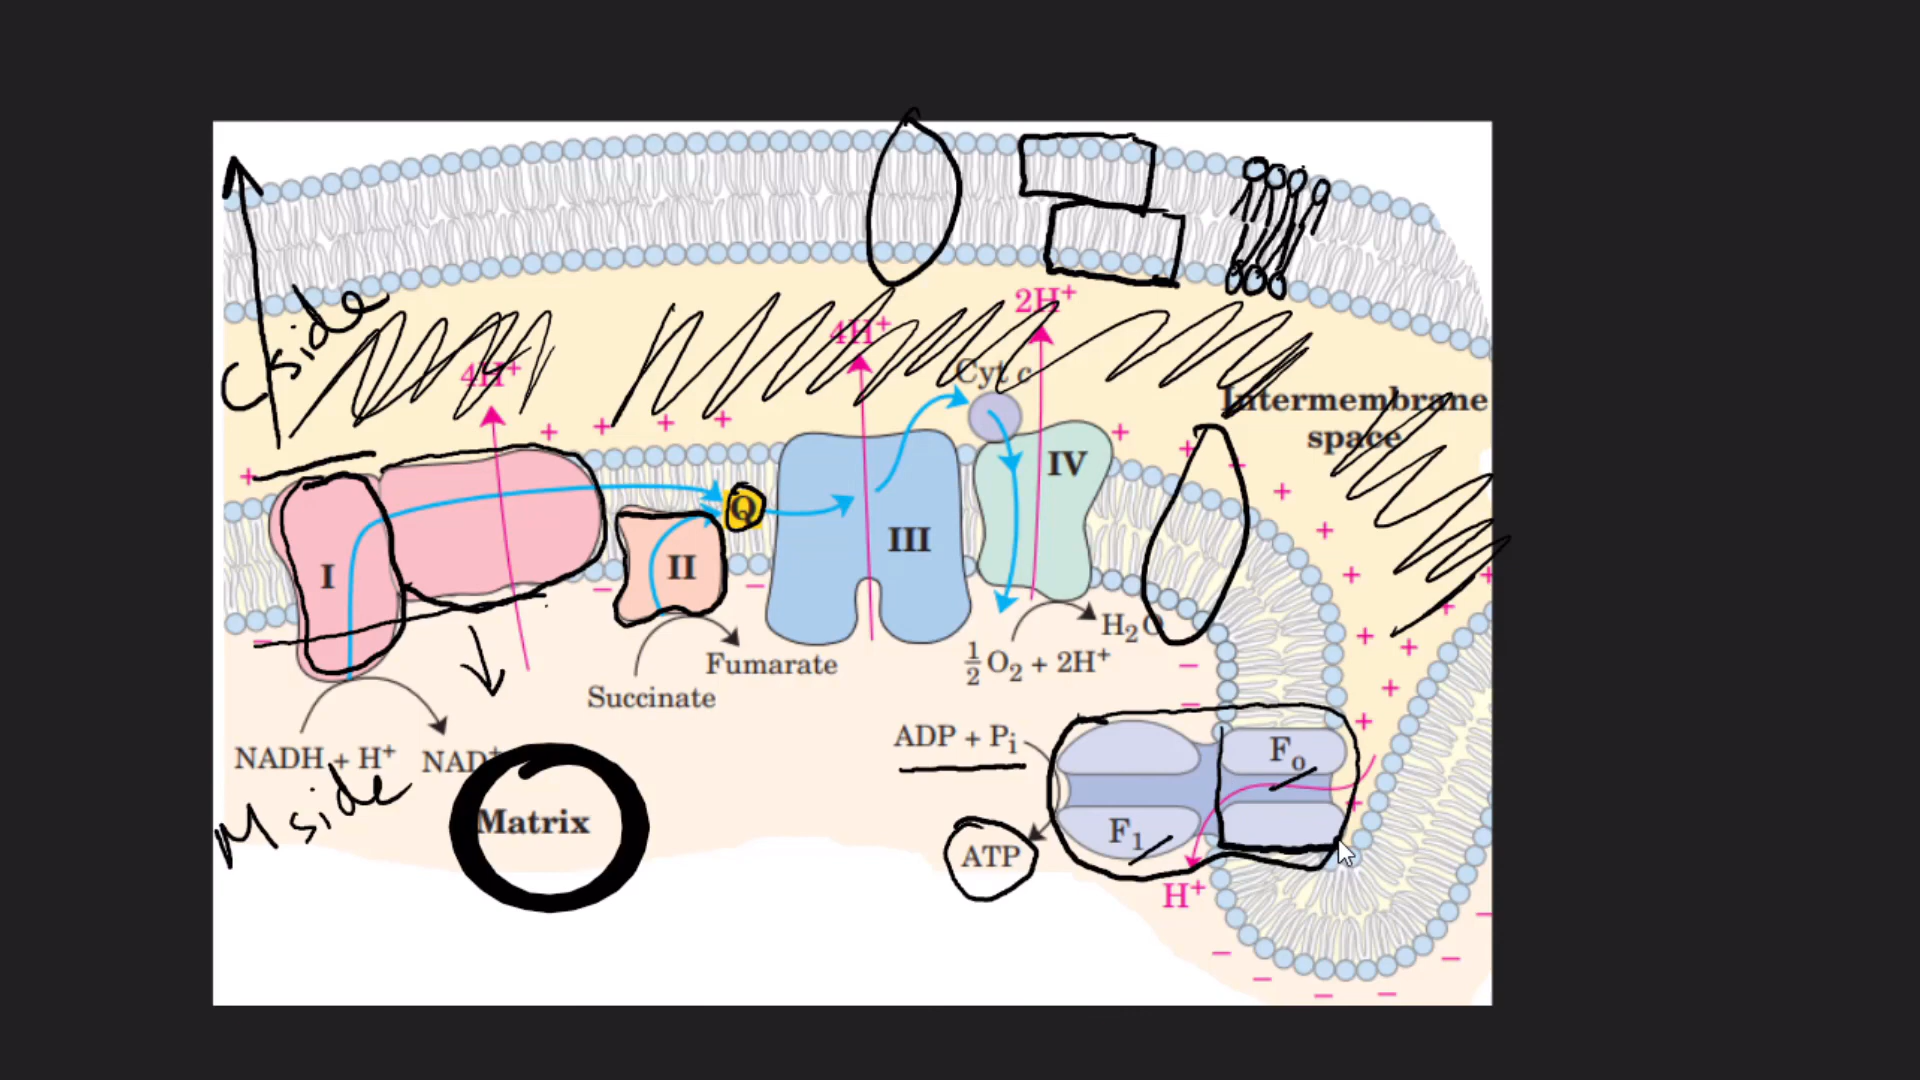 2H⁺
4H⁺
C side
4H⁺
Cyt c
Intermembrane
space
IV
Q
III
II
I
H₂O
½O₂ + 2H⁺
Fumarate
Succinate
ADP + Pᵢ
NADH + H⁺ NAD⁺
Fₒ
M side
Matrix
F₁
ATP
H⁺